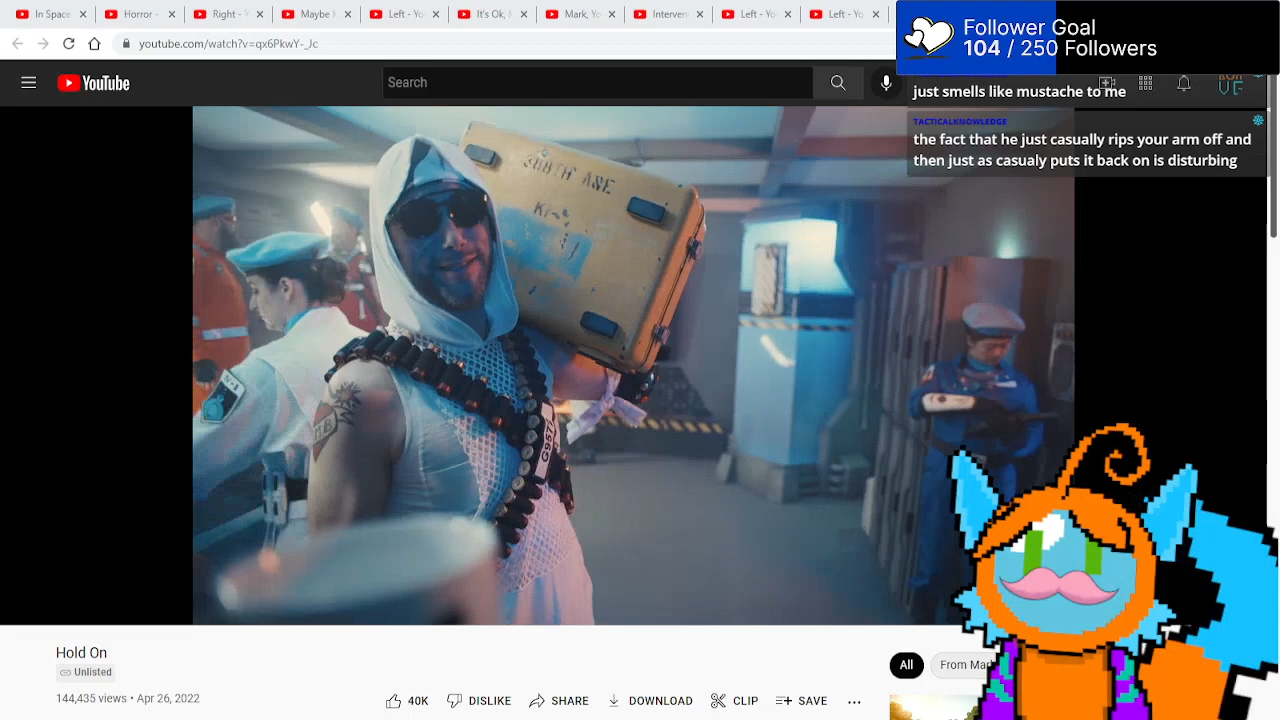 In Space
Horror -
Right - Y
Maybe I
Left - Yo
It's Ok, I
Mark, Yo
Interven
Left - Yo
Left - Yo
youtube.com/watch?v=qx6PkwY-_Jc
Follower Goal
104 / 250 Followers
YouTube
Search
just smells like mustache to me
TACTICALKNOWLEDGE
the fact that he just casually rips your arm off and
then just as casualy puts it back on is disturbing
G957
Hold On
Unlisted
144,435 views • Apr 26, 2022
DISLIKE
SHARE
DOWNLOAD
CLIP
SAVE
All
From Mar